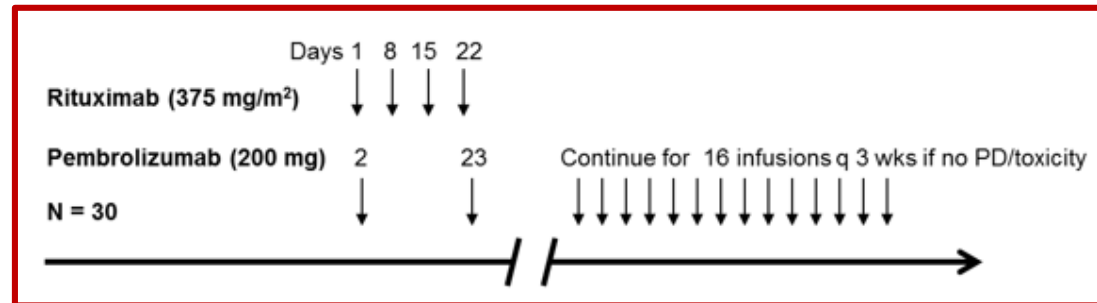 Days 1 8 15 22
Rituximab (375 mg/m²)
Pembrolizumab (200 mg) 2 23 Continue for 16 infusions q 3 wks if no PD/toxicity
N = 30